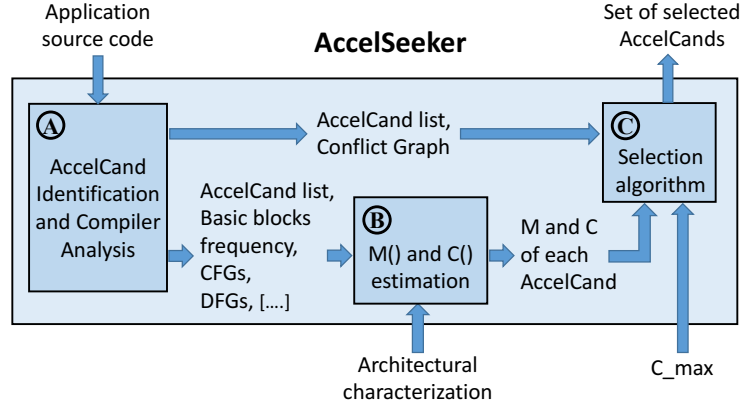 Application
source code
AccelSeeker
Set of selected
AccelCands
A
AccelCand
Identification
and Compiler
Analysis
AccelCand list,
Conflict Graph
C
Selection
algorithm
AccelCand list,
Basic blocks
frequency,
CFGs,
DFGs, [....]
B
M() and C()
estimation
M and C
of each
AccelCand
Architectural
characterization
C_max